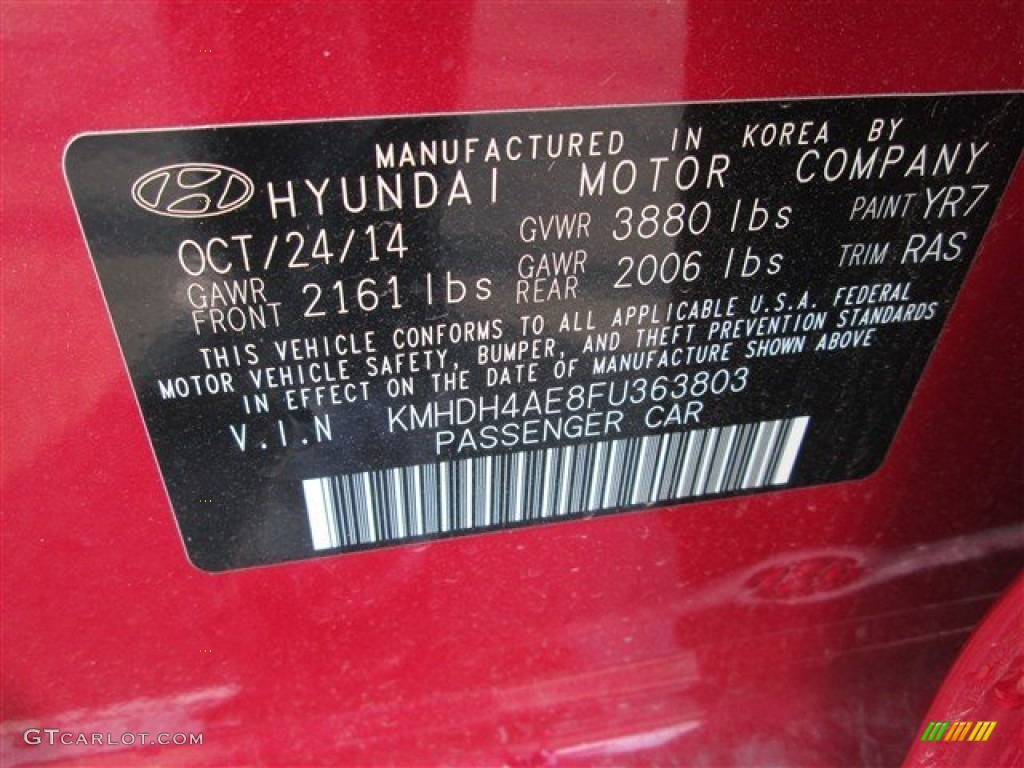 MANUFACTURED IN KOREA BY
HYUNDAI MOTOR COMPANY
OCT/24/14 GVWR 3880 lbs PAINT YR7
GAWR FRONT 2161 lbs GAWR REAR 2006 lbs TRIM RAS
THIS VEHICLE CONFORMS TO ALL APPLICABLE U.S.A. FEDERAL
MOTOR VEHICLE SAFETY, BUMPER, AND THEFT PREVENTION STANDARDS
IN EFFECT ON THE DATE OF MANUFACTURE SHOWN ABOVE
V.I.N KMHDH4AE8FU363803
PASSENGER CAR
GTCARLOT.COM